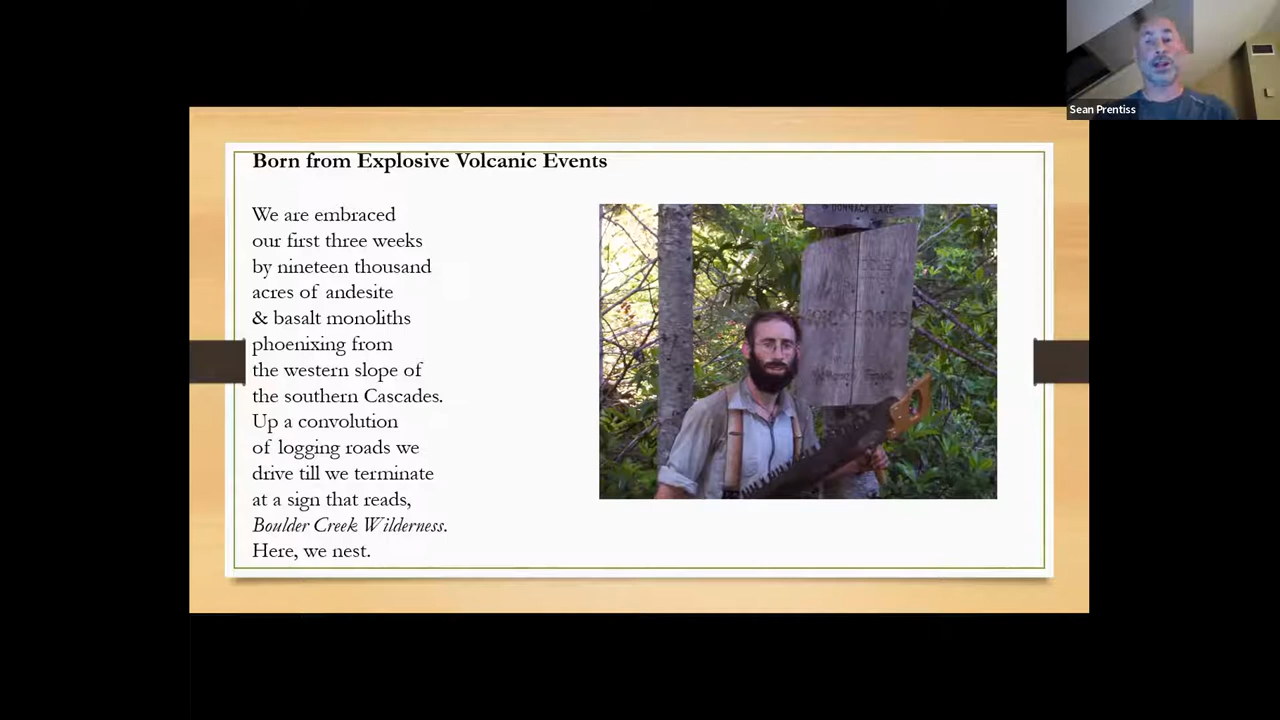 Sean Prentiss
Born from Explosive Volcanic Events
We are embraced
our first three weeks
by nineteen thousand
acres of andesite
& basalt monoliths
phoenixing from
the western slope of
the southern Cascades.
Up a convolution
of logging roads we
drive till we terminate
at a sign that reads,
Boulder Creek Wilderness.
Here, we nest.
LAKE